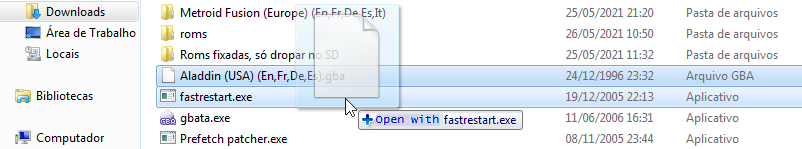 Downloads
Área de Trabalho
Locais
Bibliotecas
Computador
Metroid Fusion (Europe) (En,Fr,De,Es,It) 25/05/2021 21:20 Pasta de arquivos
roms 26/05/2021 10:50 Pasta de arquivos
Roms fixadas, só dropar no SD 25/05/2021 11:32 Pasta de arquivos
Aladdin (USA) (En,Fr,De,Es).gba 24/12/1996 23:32 Arquivo GBA
fastrestart.exe 19/12/2005 22:13 Aplicativo
gbata.exe 11/06/2006 16:31 Aplicativo
Open with fastrestart.exe
Prefetch patcher.exe 08/11/2005 23:44 Aplicativo